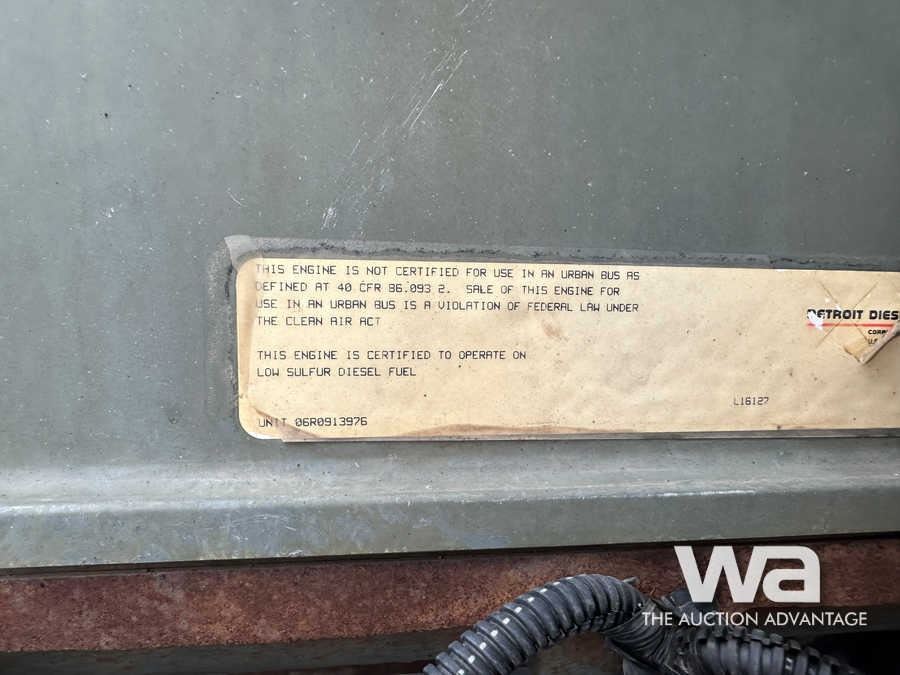 THIS ENGINE IS NOT CERTIFIED FOR USE IN AN URBAN BUS AS
DEFINED AT 40 CFR 86.093 2. SALE OF THIS ENGINE FOR
USE IN AN URBAN BUS IS A VIOLATION OF FEDERAL LAW UNDER
THE CLEAN AIR ACT
THIS ENGINE IS CERTIFIED TO OPERATE ON
LOW SULFUR DIESEL FUEL
UNIT 06R0913976
DETROIT DIES
CORP
L16127
wa
THE AUCTION ADVANTAGE